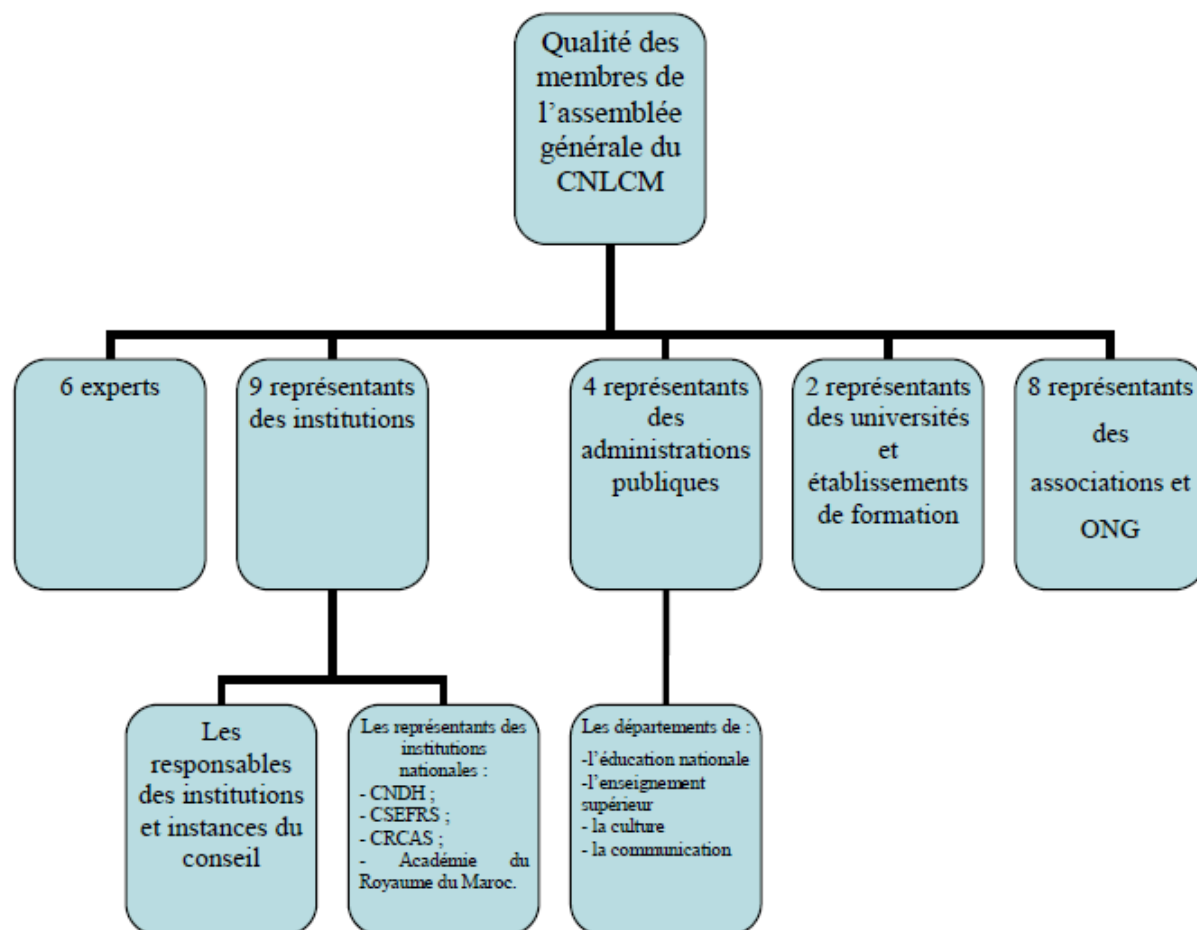 Qualité des
membres de
l'assemblée
générale du
CNLCM
6 experts
9 représentants
des institutions
4 représentants
des
administrations
publiques
2 représentants
des universités
et
établissements
de formation
8 représentants
des
associations et
ONG
Les
responsables
des institutions
et instances du
conseil
Les représentants des
institutions
nationales :
- CNDH ;
- CSEFRS ;
- CRCAS ;
- Académie du
Royaume du Maroc.
Les départements de :
-l'éducation nationale
-l'enseignement
supérieur
- la culture
- la communication